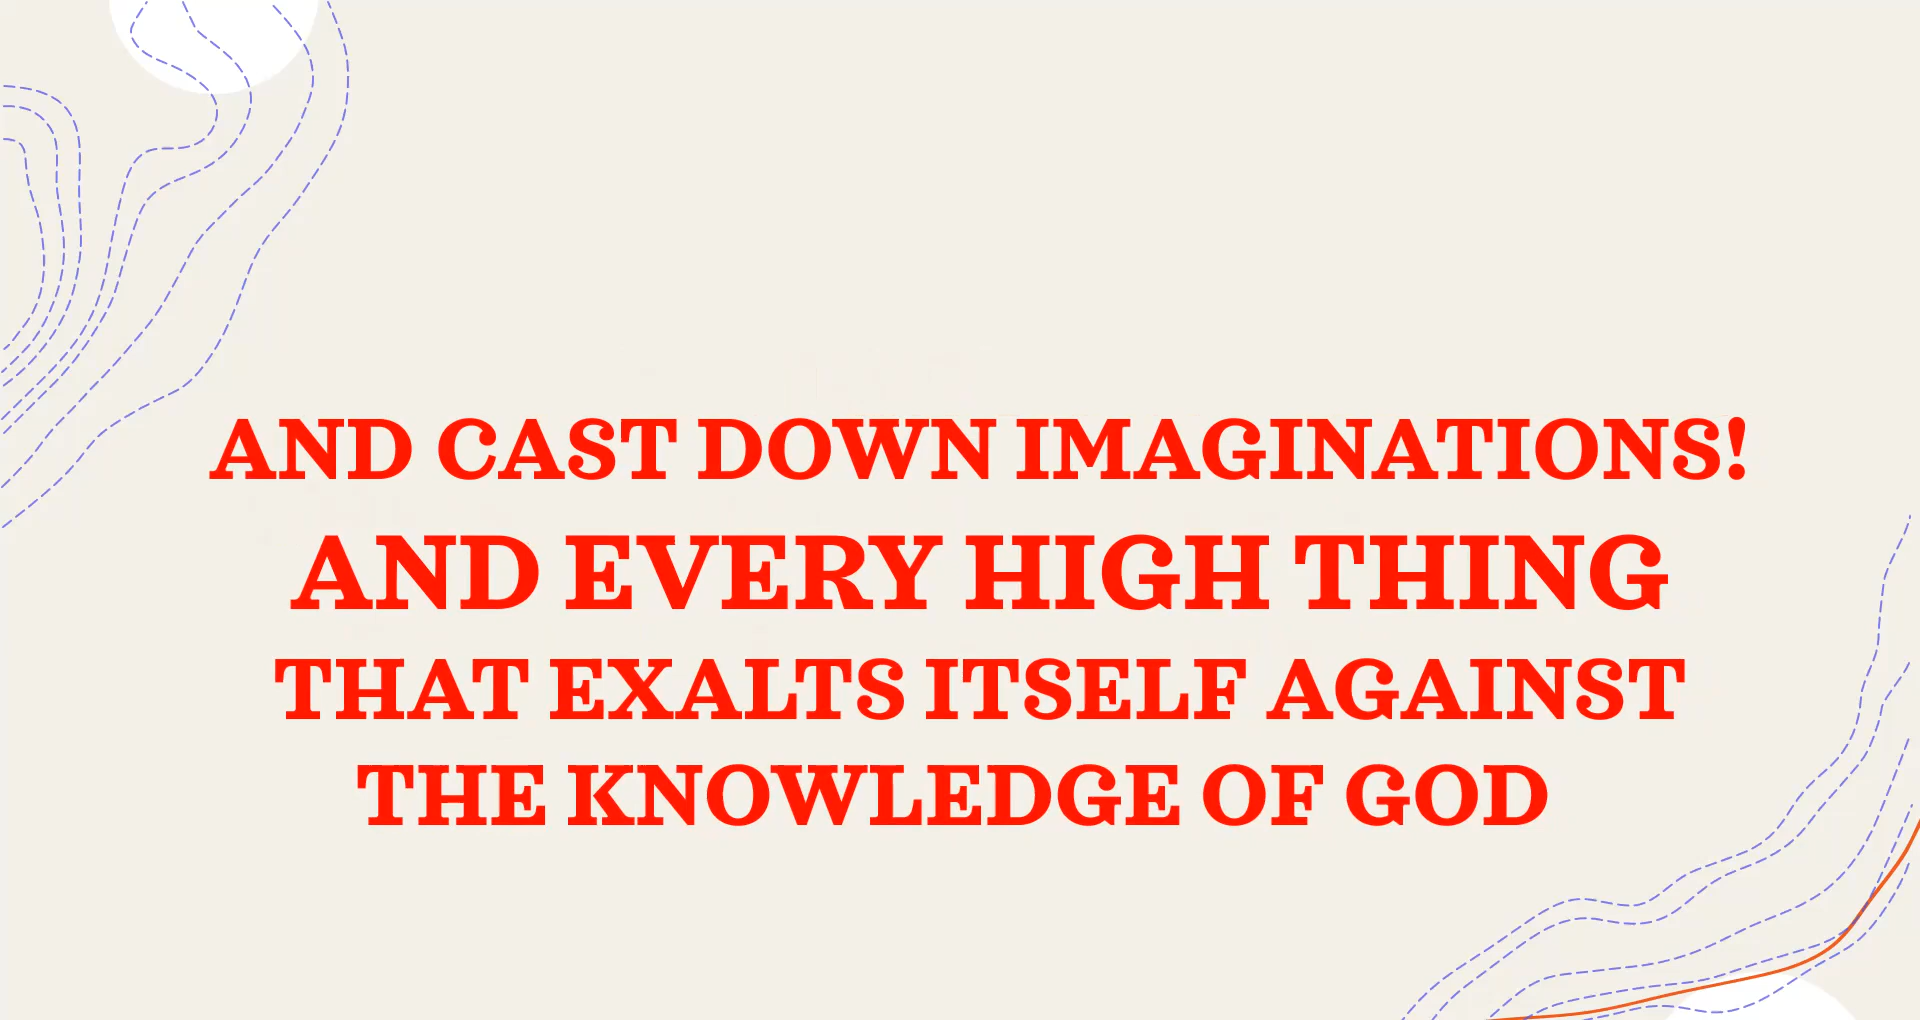 AND CAST DOWN IMAGINATIONS!
AND EVERY HIGH THING
THAT EXALTS ITSELF AGAINST
THE KNOWLEDGE OF GOD